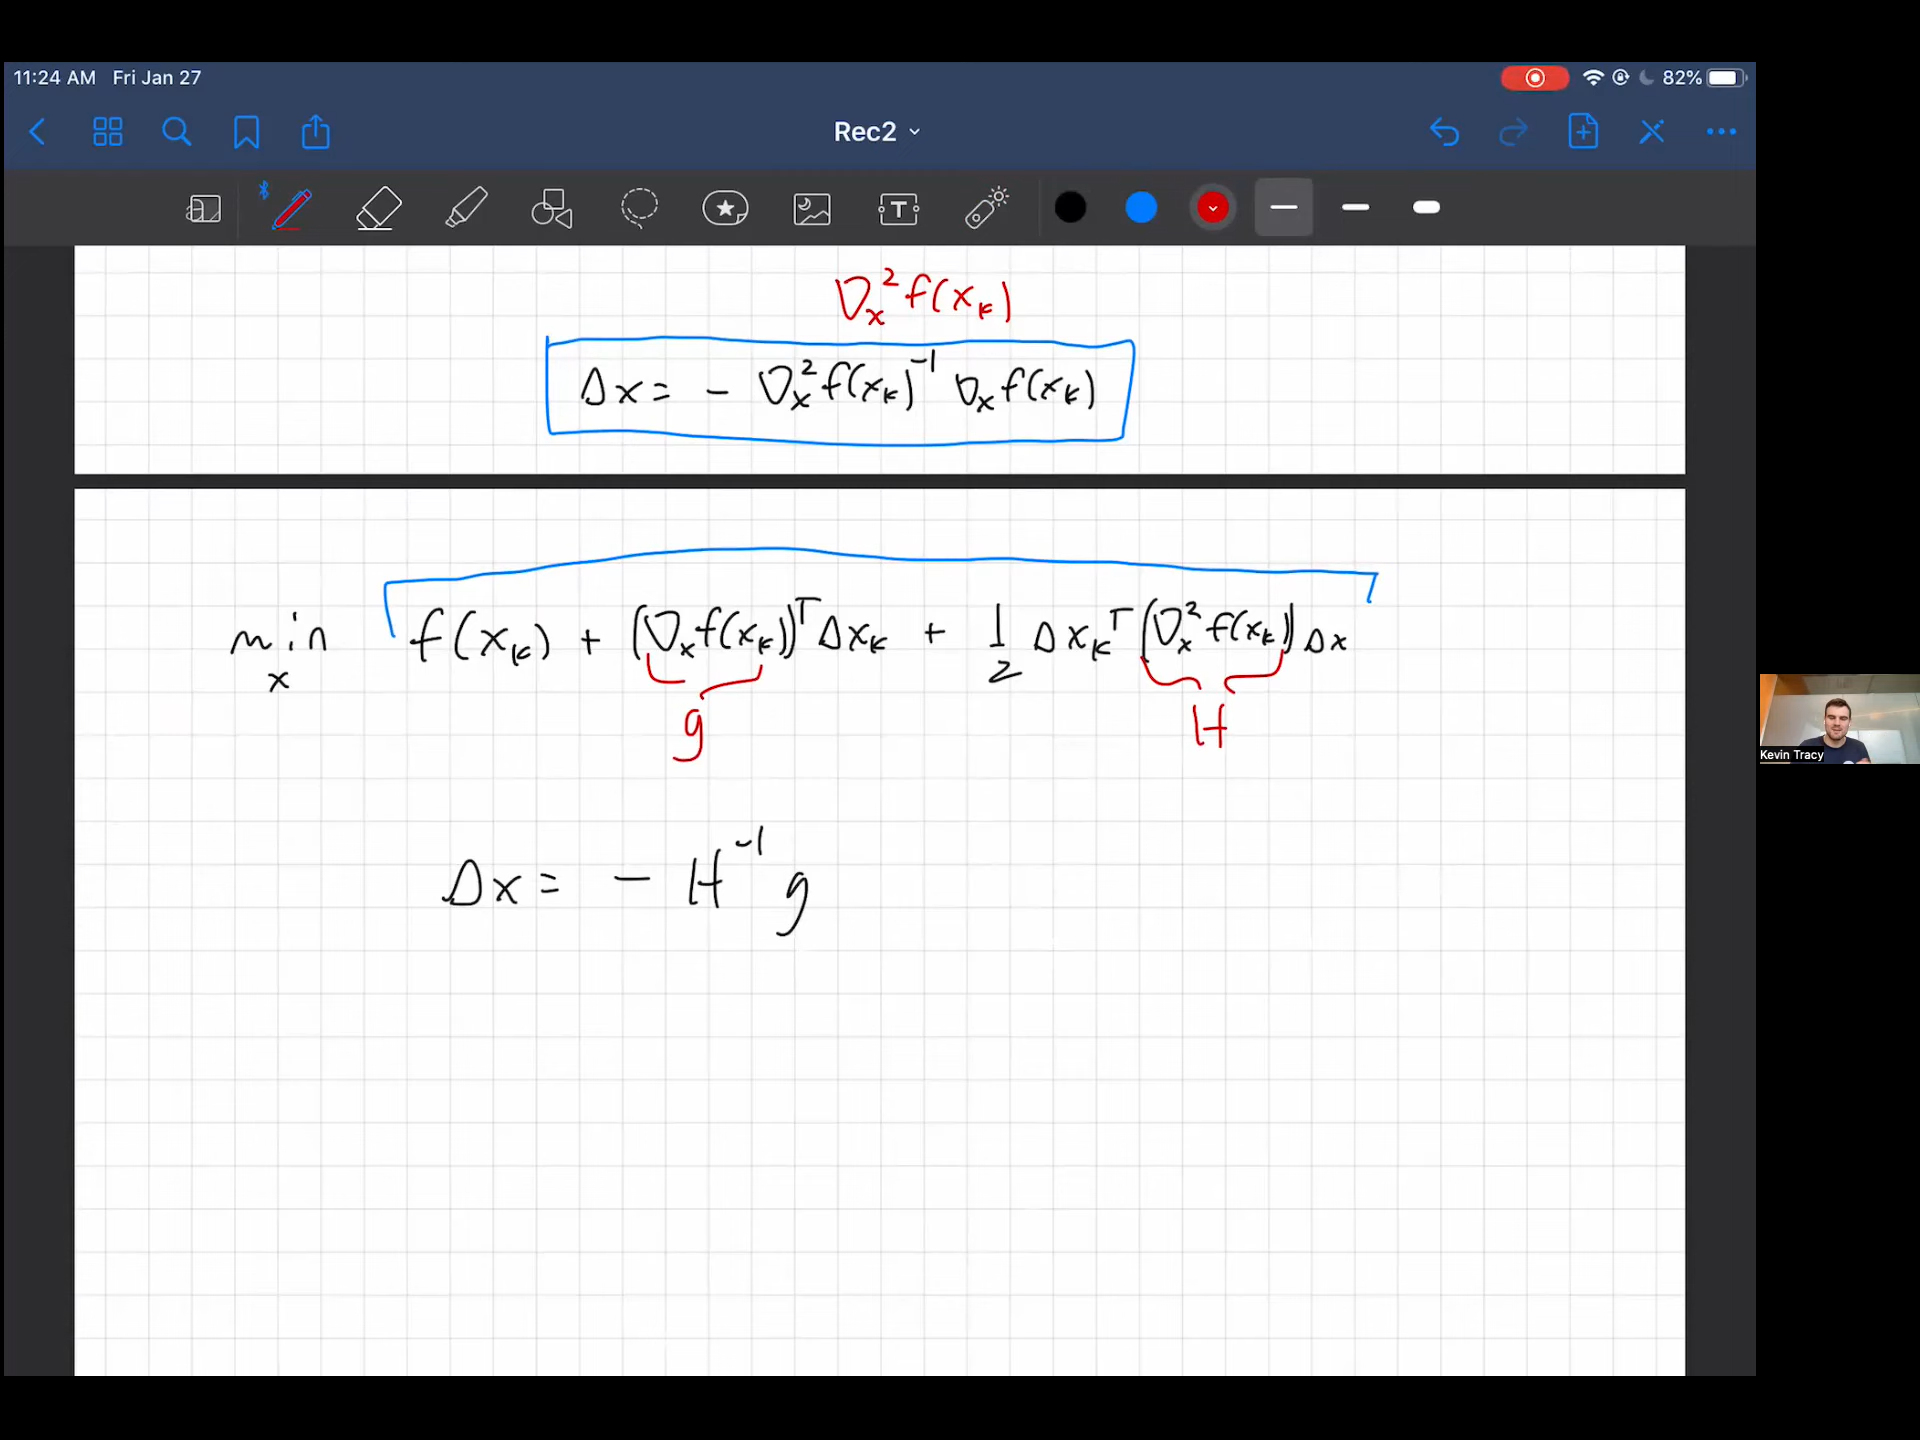 11:24 AM Fri Jan 27 82%
Rec2
T
∇ₓ² f(xₖ)
Δx = - ∇ₓ² f(xₖ)⁻¹ ∇ₓ f(xₖ)
min f(xₖ) + (∇ₓ f(xₖ))ᵀ Δxₖ + 1/2 Δxₖᵀ (∇ₓ² f(xₖ)) Δx
x
g H
Kevin Tracy
Δx = - H⁻¹ g